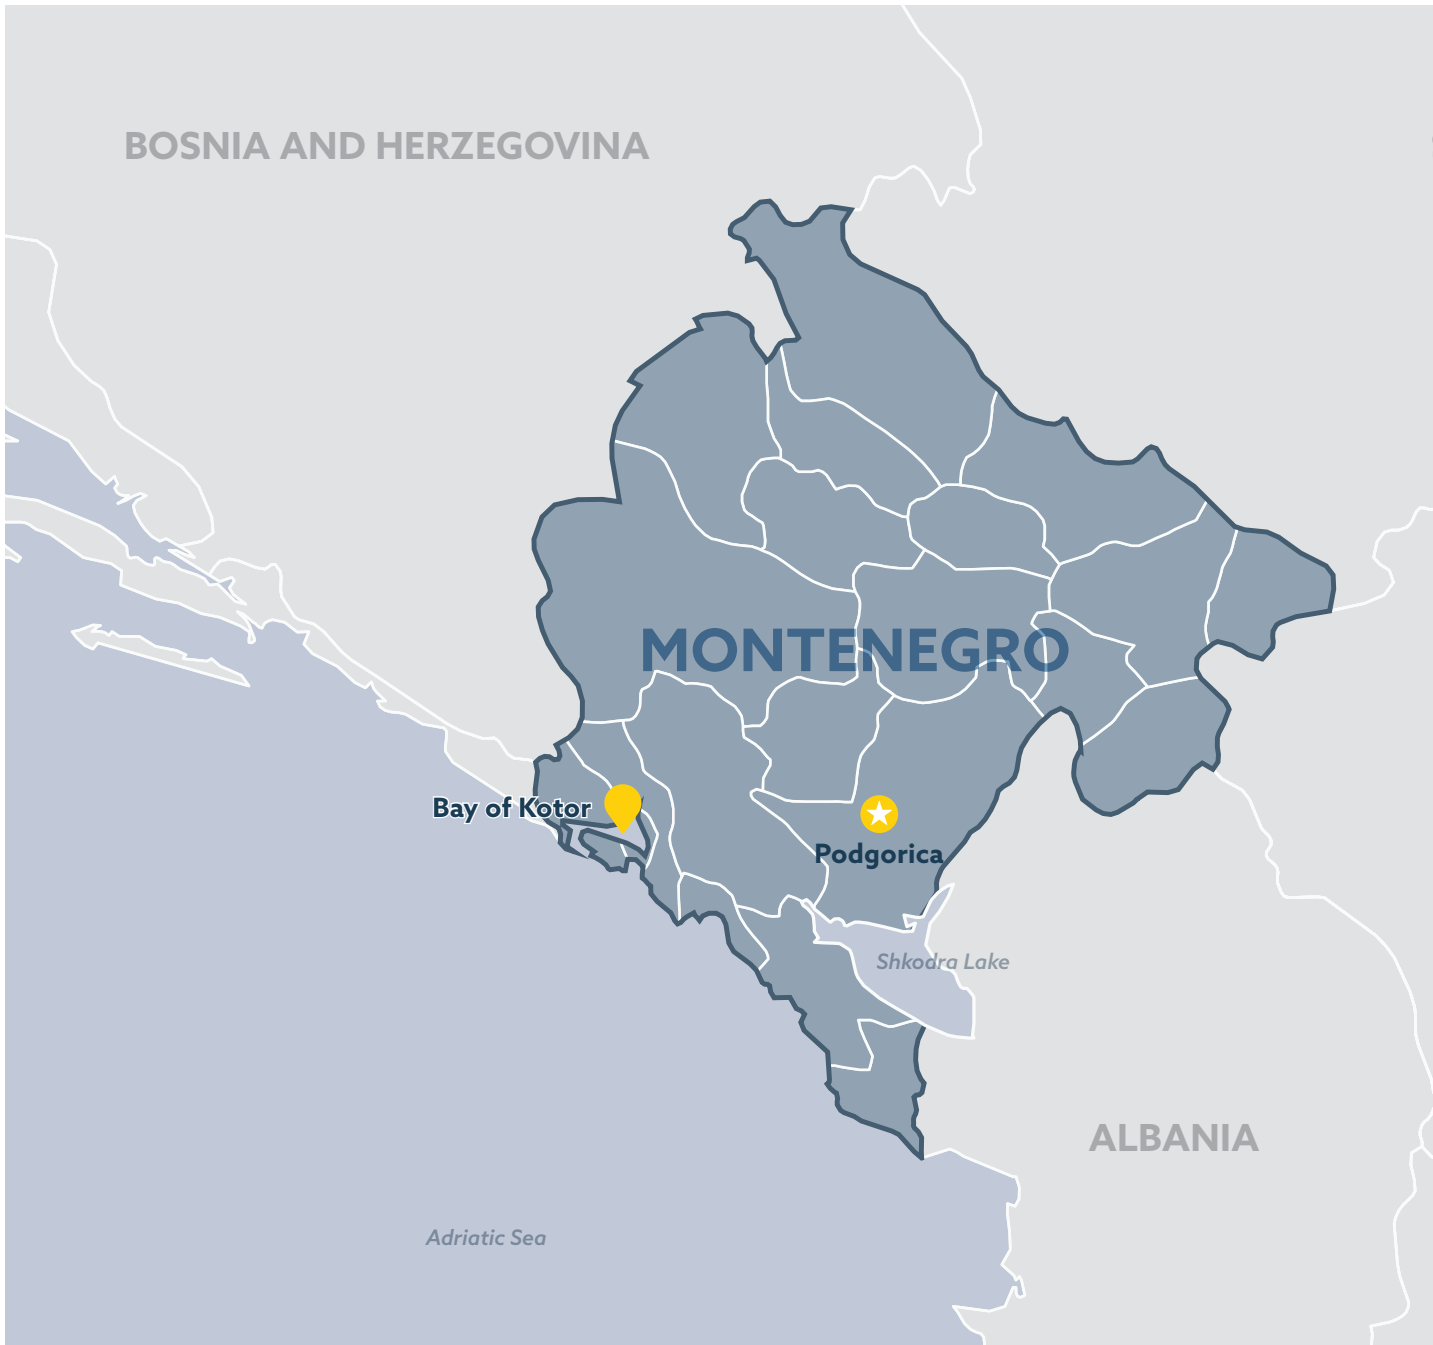 BOSNIA AND HERZEGOVINA
MONTENEGRO
Bay of Kotor
Podgorica
Shkodra Lake
ALBANIA
Adriatic Sea